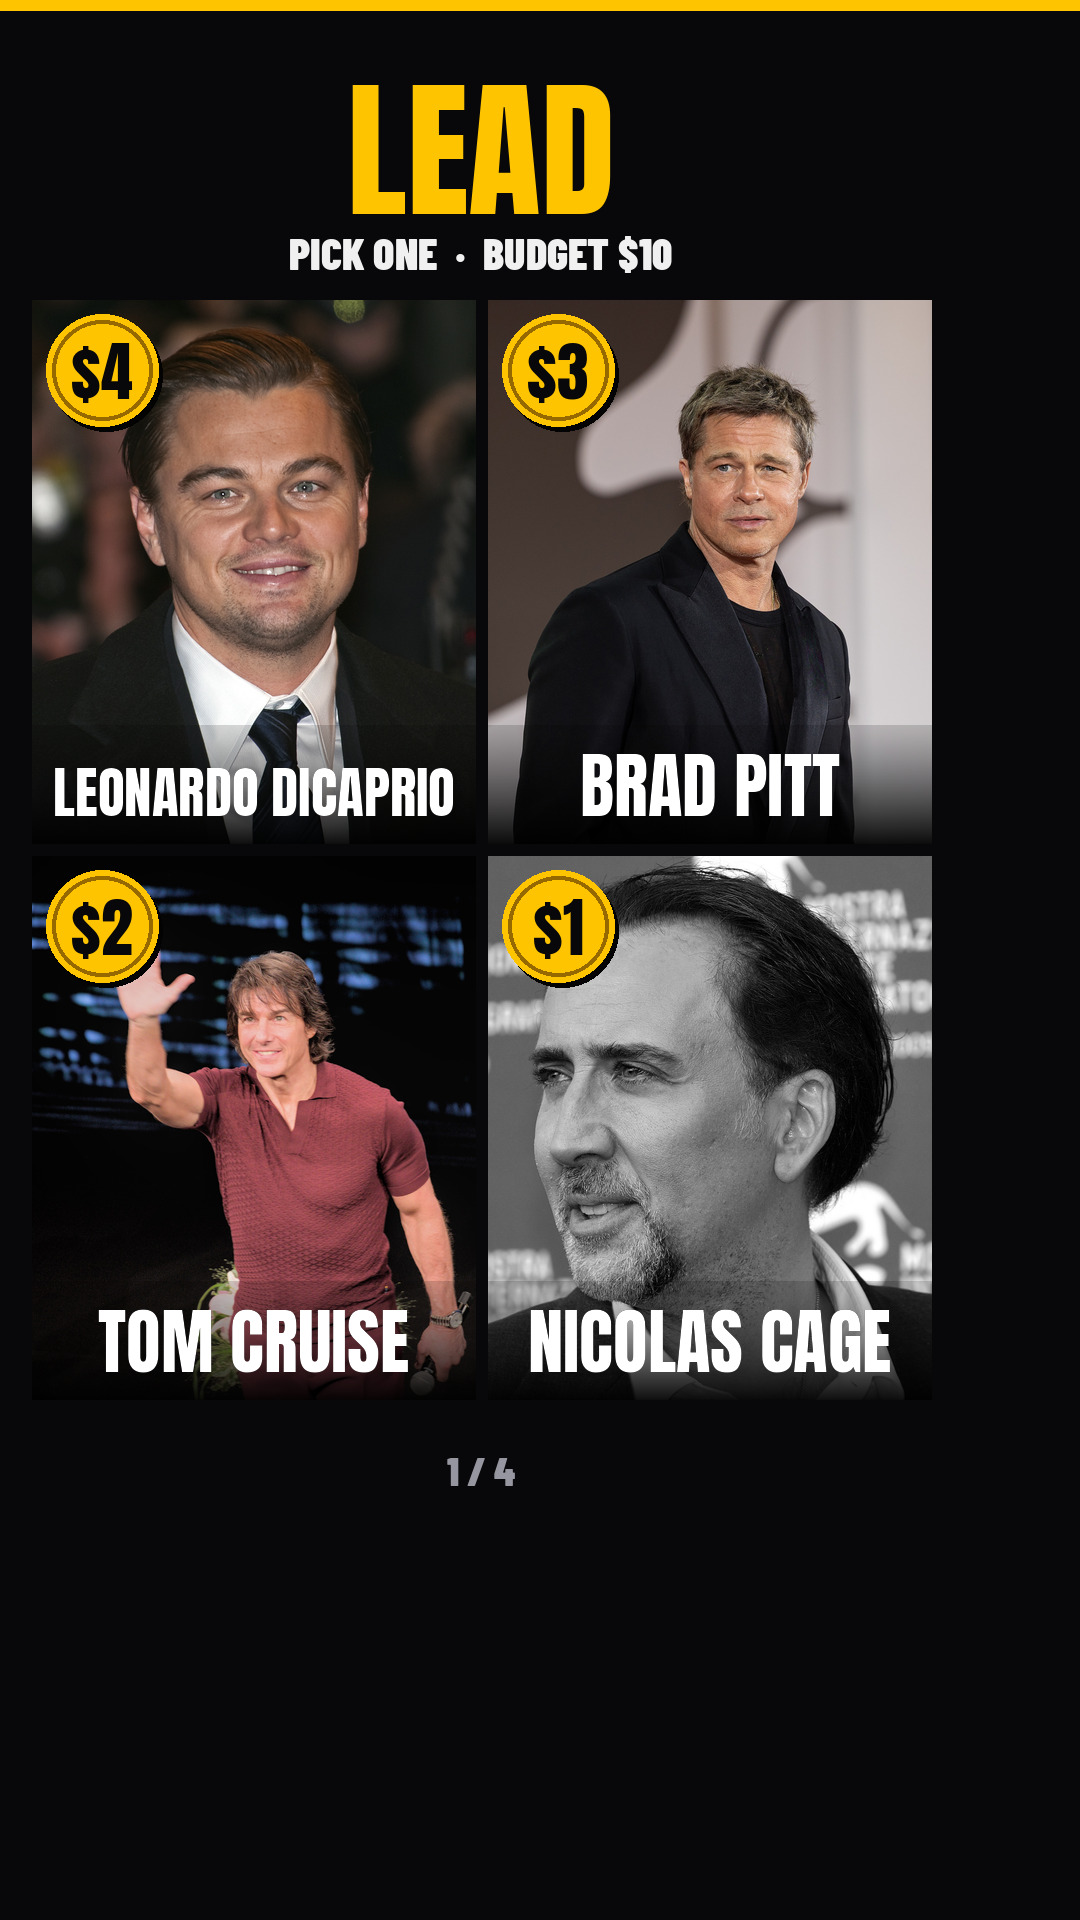 LEAD
PICK ONE · BUDGET $10
$4
LEONARDO DICAPRIO
$3
BRAD PITT
$2
TOM CRUISE
$1
NICOLAS CAGE
1 / 4